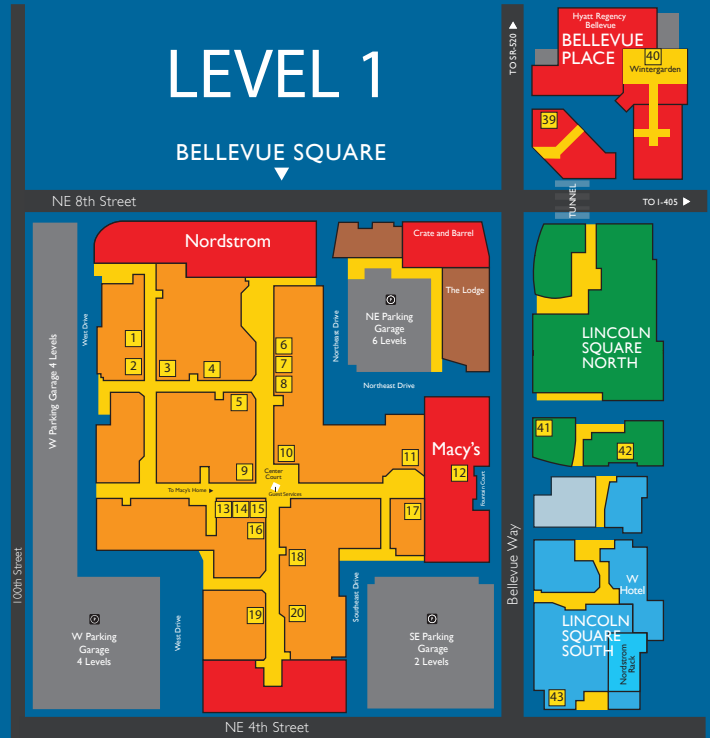 LEVEL 1
BELLEVUE SQUARE
TO SR-520
Hyatt Regency
Bellevue
BELLEVUE
PLACE
40
Wintergarden
39
TUNNEL
NE 8th Street
TO I-405
Nordstrom
Crate and Barrel
The Lodge
NE Parking
Garage
6 Levels
Northeast Drive
Northeast Drive
West Drive
W Parking Garage 4 Levels
1
2
3
4
5
6
7
8
9
10
11
Macy's
12
Fountain Court
Center
Court
Guest Services
To Macy's Home
13
14
15
16
17
18
19
20
LINCOLN
SQUARE
NORTH
41
42
W
Hotel
LINCOLN
SQUARE
SOUTH
Nordstrom
Rack
43
Bellevue Way
100th Street
West Drive
Southeast Drive
W Parking
Garage
4 Levels
SE Parking
Garage
2 Levels
NE 4th Street